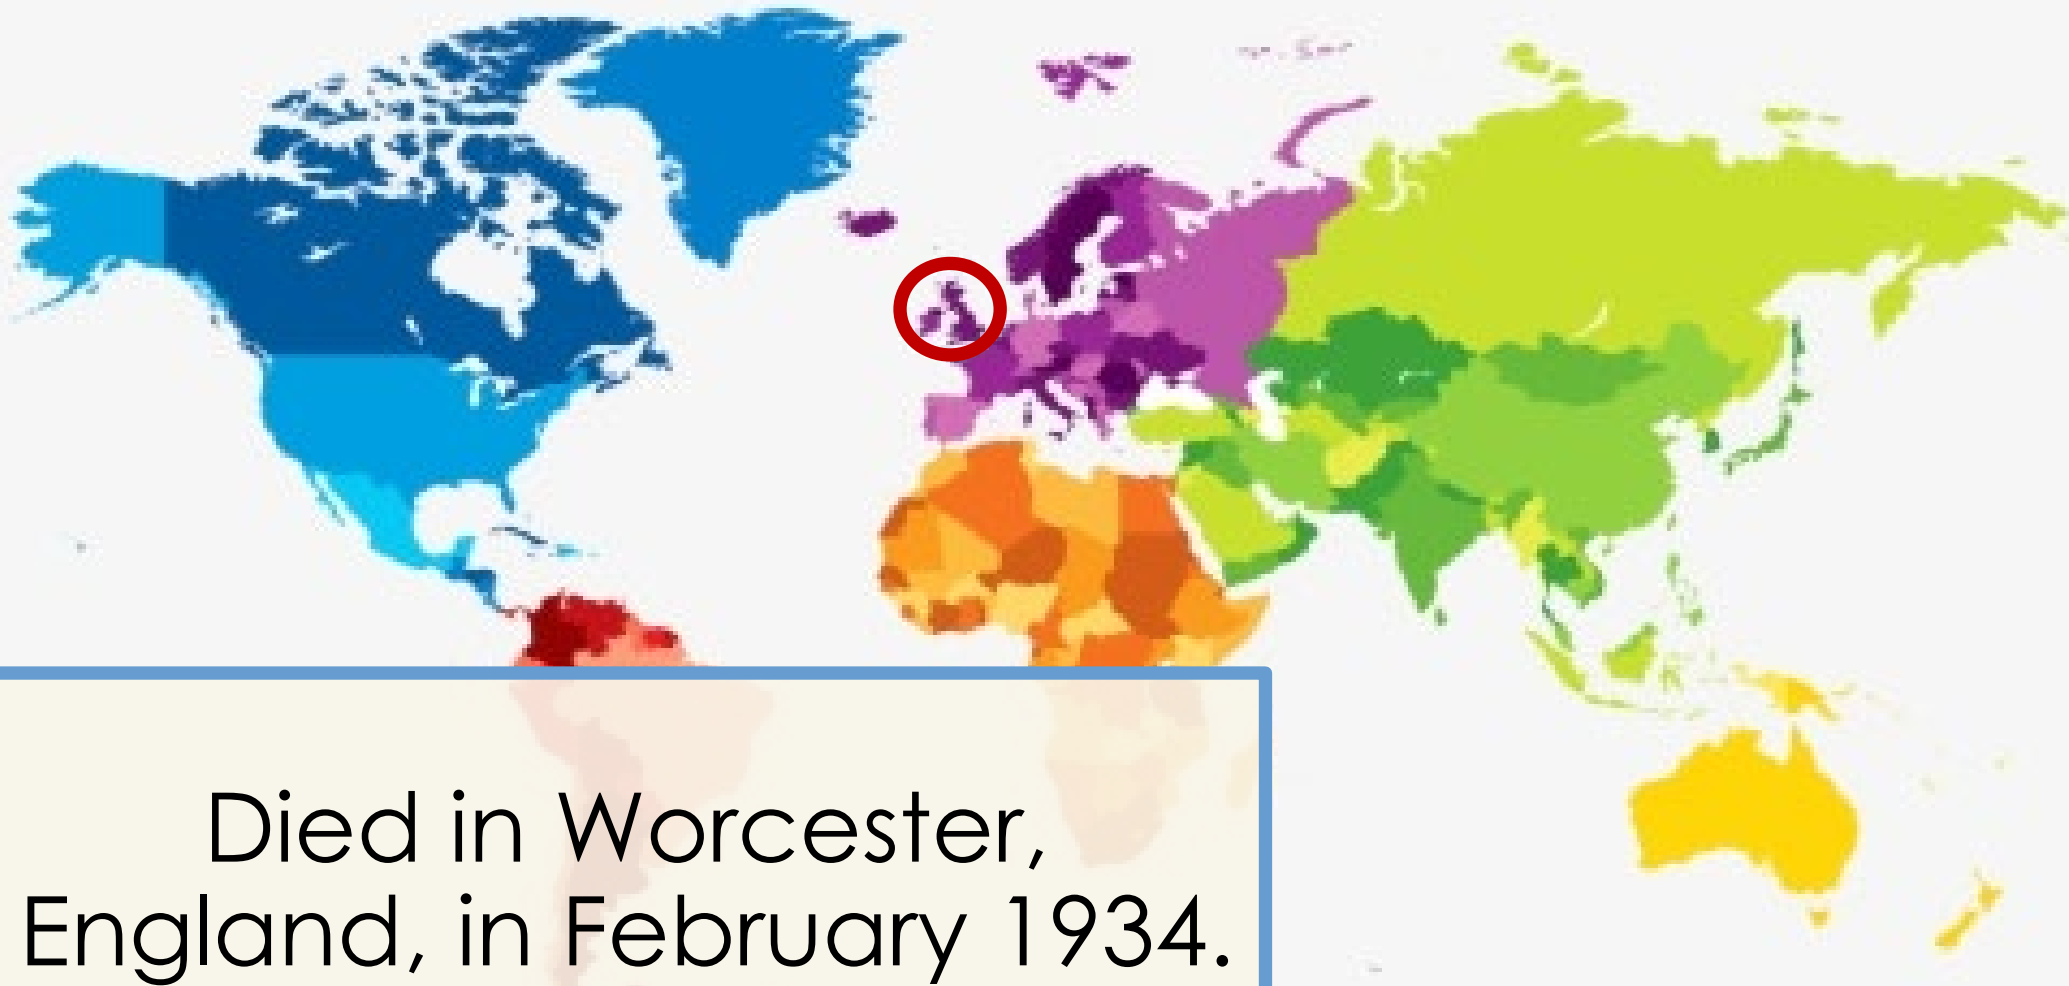 Died in Worcester,
England, in February 1934.